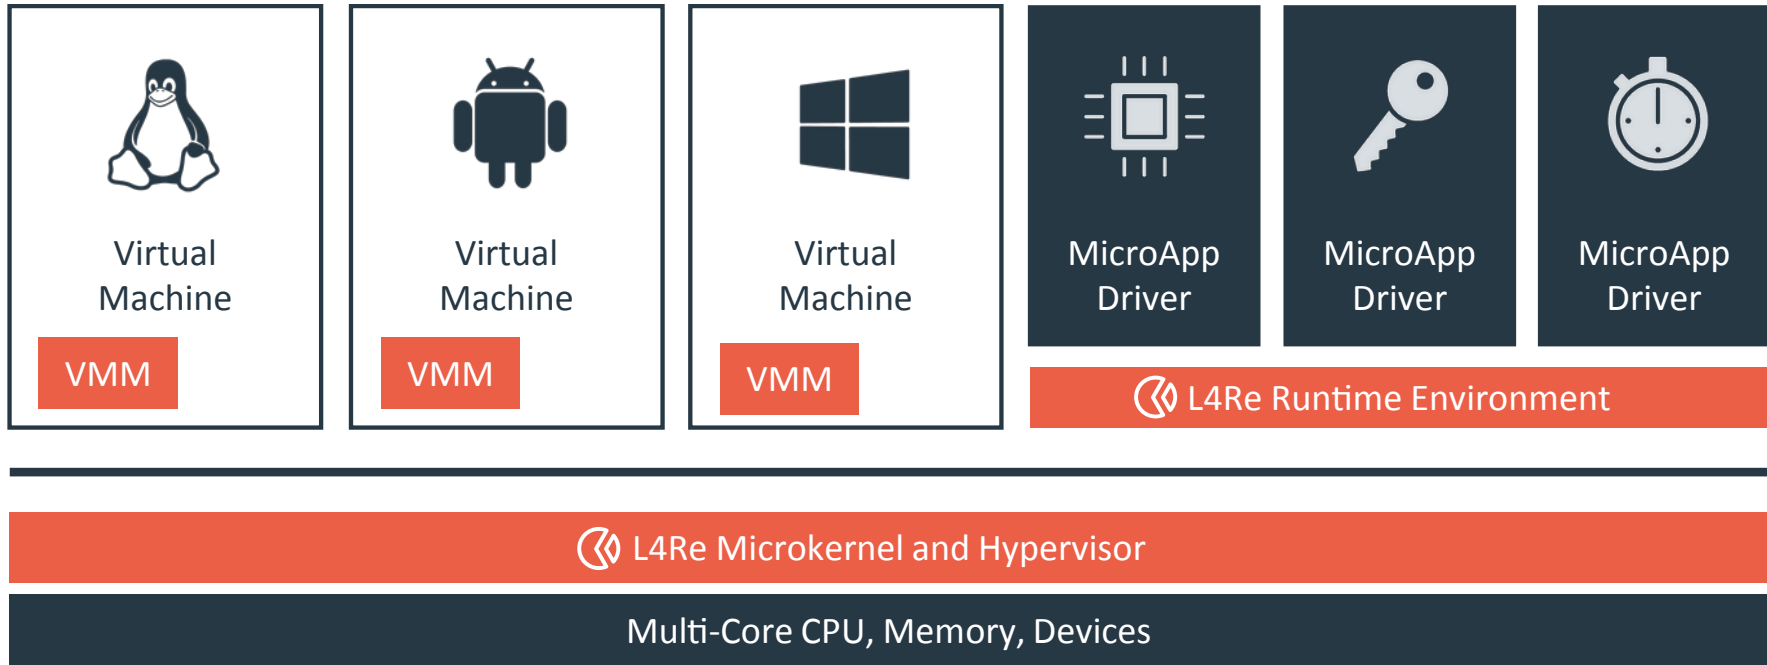 Virtual
Machine
VMM
Virtual
Machine
VMM
Virtual
Machine
VMM
MicroApp
Driver
MicroApp
Driver
MicroApp
Driver
L4Re Runtime Environment
L4Re Microkernel and Hypervisor
Multi-Core CPU, Memory, Devices